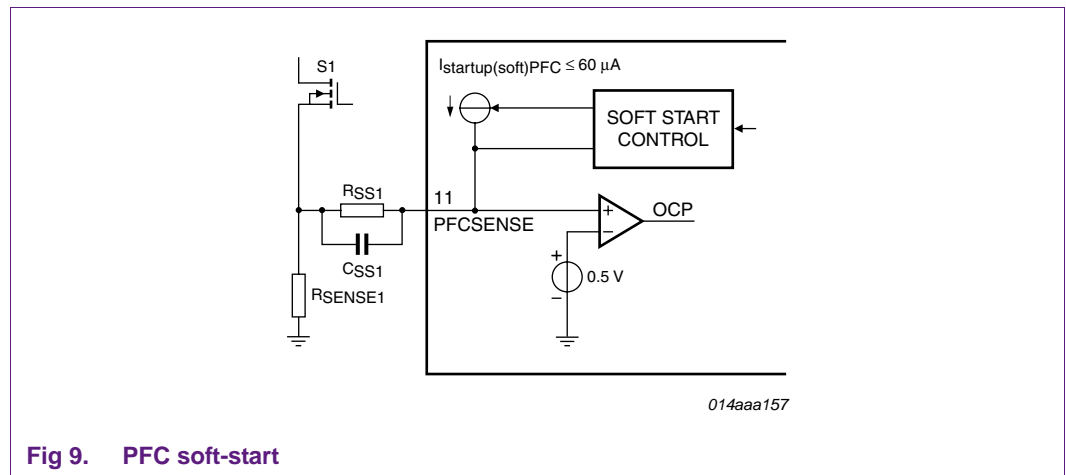 S1
Istartup(soft)PFC ≤ 60 μA
SOFT START
CONTROL
RSS1
11
PFCSENSE
CSS1
RSENSE1
+
−
OCP
+
−
0.5 V
014aaa157
Fig 9. PFC soft-start